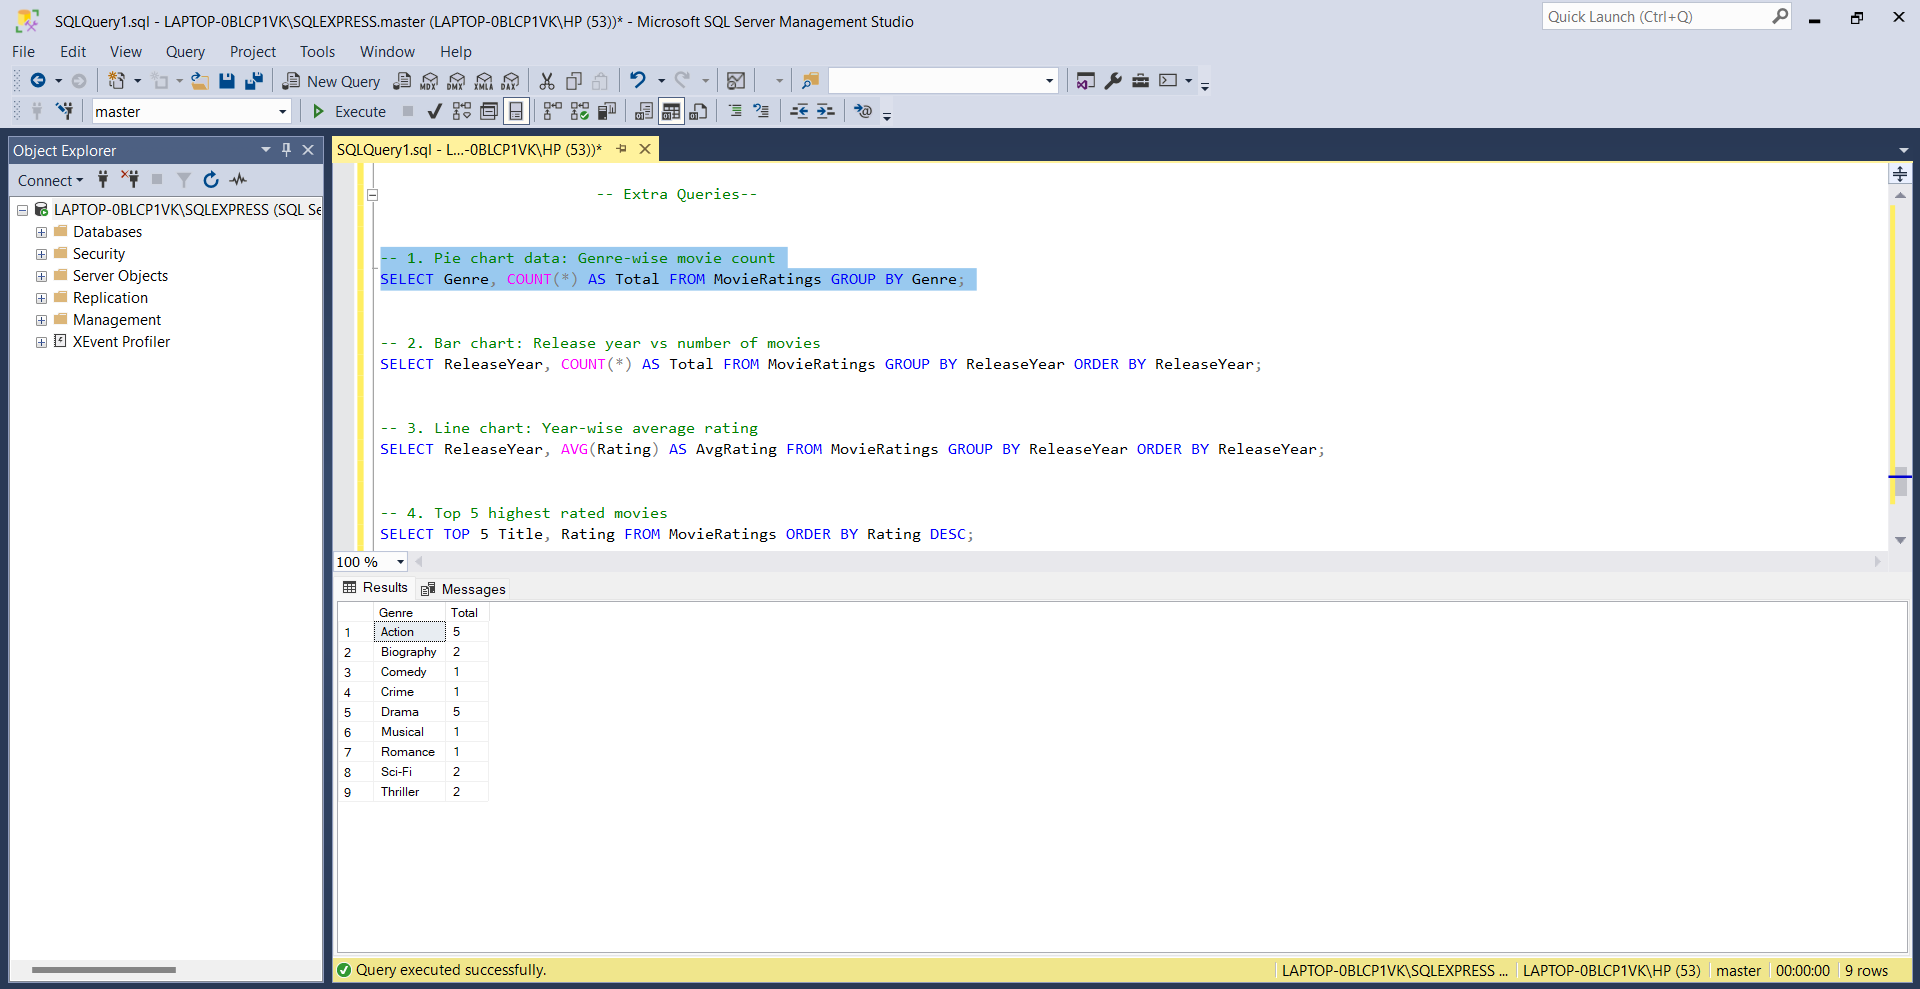 SQLQuery1.sql - LAPTOP-0BLCP1VK\SQLEXPRESS.master (LAPTOP-0BLCP1VK\HP (53))* - Microsoft SQL Server Management Studio
Quick Launch (Ctrl+Q)
File Edit View Query Project Tools Window Help
New Query MDX DMX XMLA DAX
master Execute
Object Explorer
Connect
LAPTOP-0BLCP1VK\SQLEXPRESS (SQL Se
Databases
Security
Server Objects
Replication
Management
XEvent Profiler
SQLQuery1.sql - L...-0BLCP1VK\HP (53))*
-- Extra Queries--
-- 1. Pie chart data: Genre-wise movie count
SELECT Genre, COUNT(*) AS Total FROM MovieRatings GROUP BY Genre;
-- 2. Bar chart: Release year vs number of movies
SELECT ReleaseYear, COUNT(*) AS Total FROM MovieRatings GROUP BY ReleaseYear ORDER BY ReleaseYear;
-- 3. Line chart: Year-wise average rating
SELECT ReleaseYear, AVG(Rating) AS AvgRating FROM MovieRatings GROUP BY ReleaseYear ORDER BY ReleaseYear;
-- 4. Top 5 highest rated movies
SELECT TOP 5 Title, Rating FROM MovieRatings ORDER BY Rating DESC;
100 %
Results Messages
Genre Total
1 Action 5
2 Biography 2
3 Comedy 1
4 Crime 1
5 Drama 5
6 Musical 1
7 Romance 1
8 Sci-Fi 2
9 Thriller 2
Query executed successfully.
LAPTOP-0BLCP1VK\SQLEXPRESS ... LAPTOP-0BLCP1VK\HP (53) master 00:00:00 9 rows